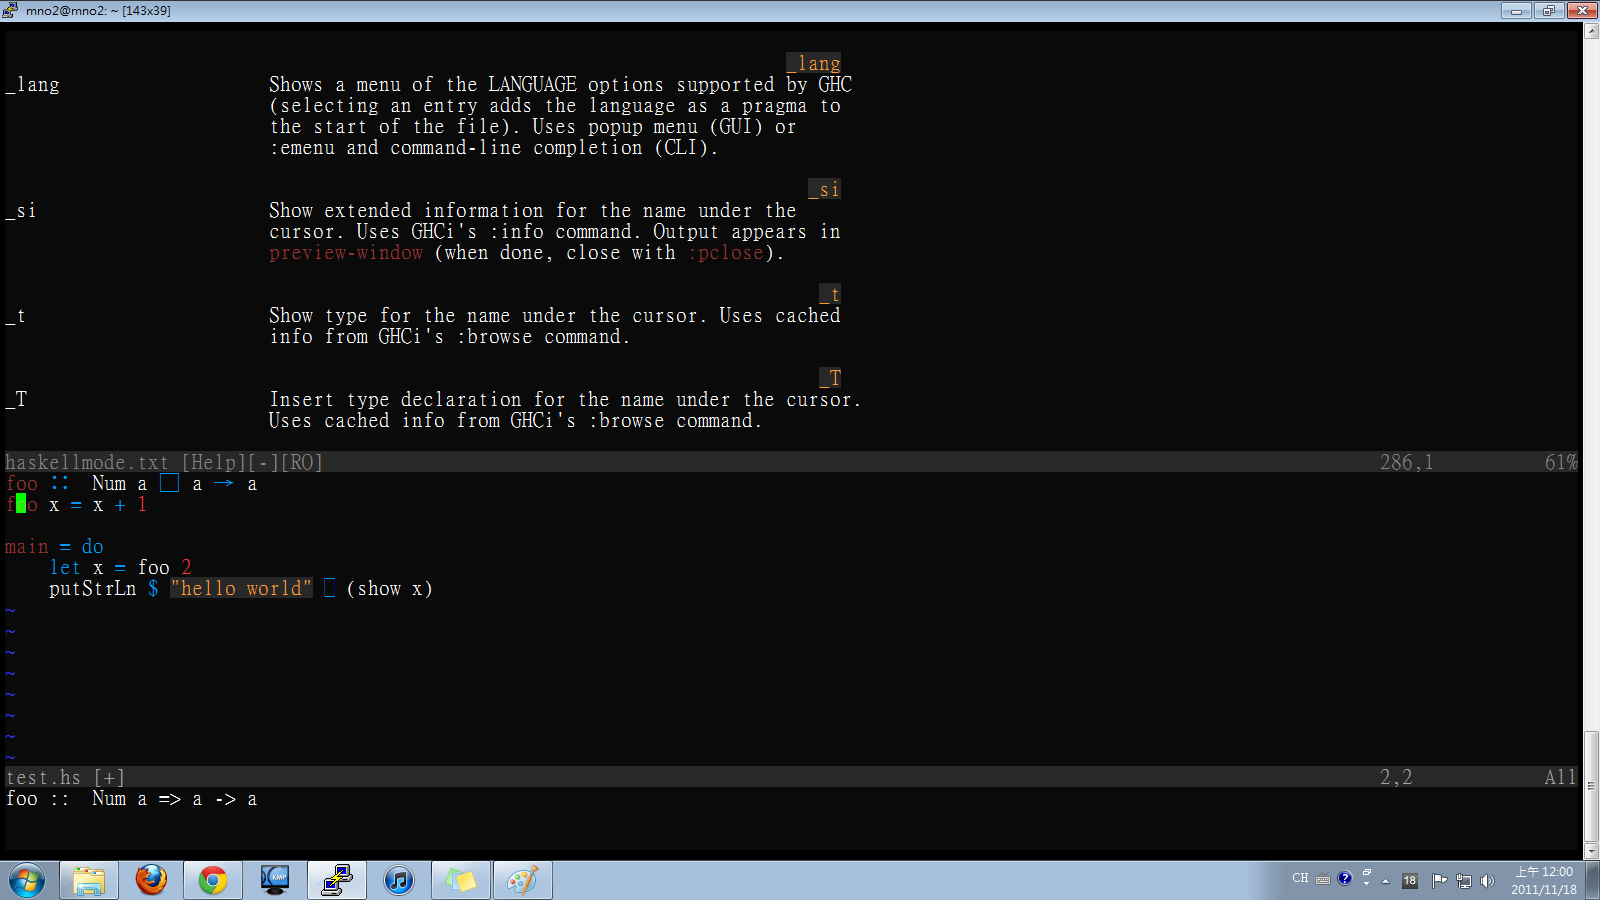 mno2@mno2: ~ [143x39]
_lang
_lang Shows a menu of the LANGUAGE options supported by GHC
(selecting an entry adds the language as a pragma to
the start of the file). Uses popup menu (GUI) or
:emenu and command-line completion (CLI).
_si
_si Show extended information for the name under the
cursor. Uses GHCi's :info command. Output appears in
preview-window (when done, close with :pclose).
_t
_t Show type for the name under the cursor. Uses cached
info from GHCi's :browse command.
_T
_T Insert type declaration for the name under the cursor.
Uses cached info from GHCi's :browse command.
haskellmode.txt [Help][-][RO] 286,1 61%
foo :: Num a □ a → a
foo x = x + 1
main = do
let x = foo 2
putStrLn $ "hello world" ▯ (show x)
~
~
~
~
~
~
~
~
test.hs [+] 2,2 All
foo :: Num a => a -> a
KMP
CH
18
上午 12:00
2011/11/18